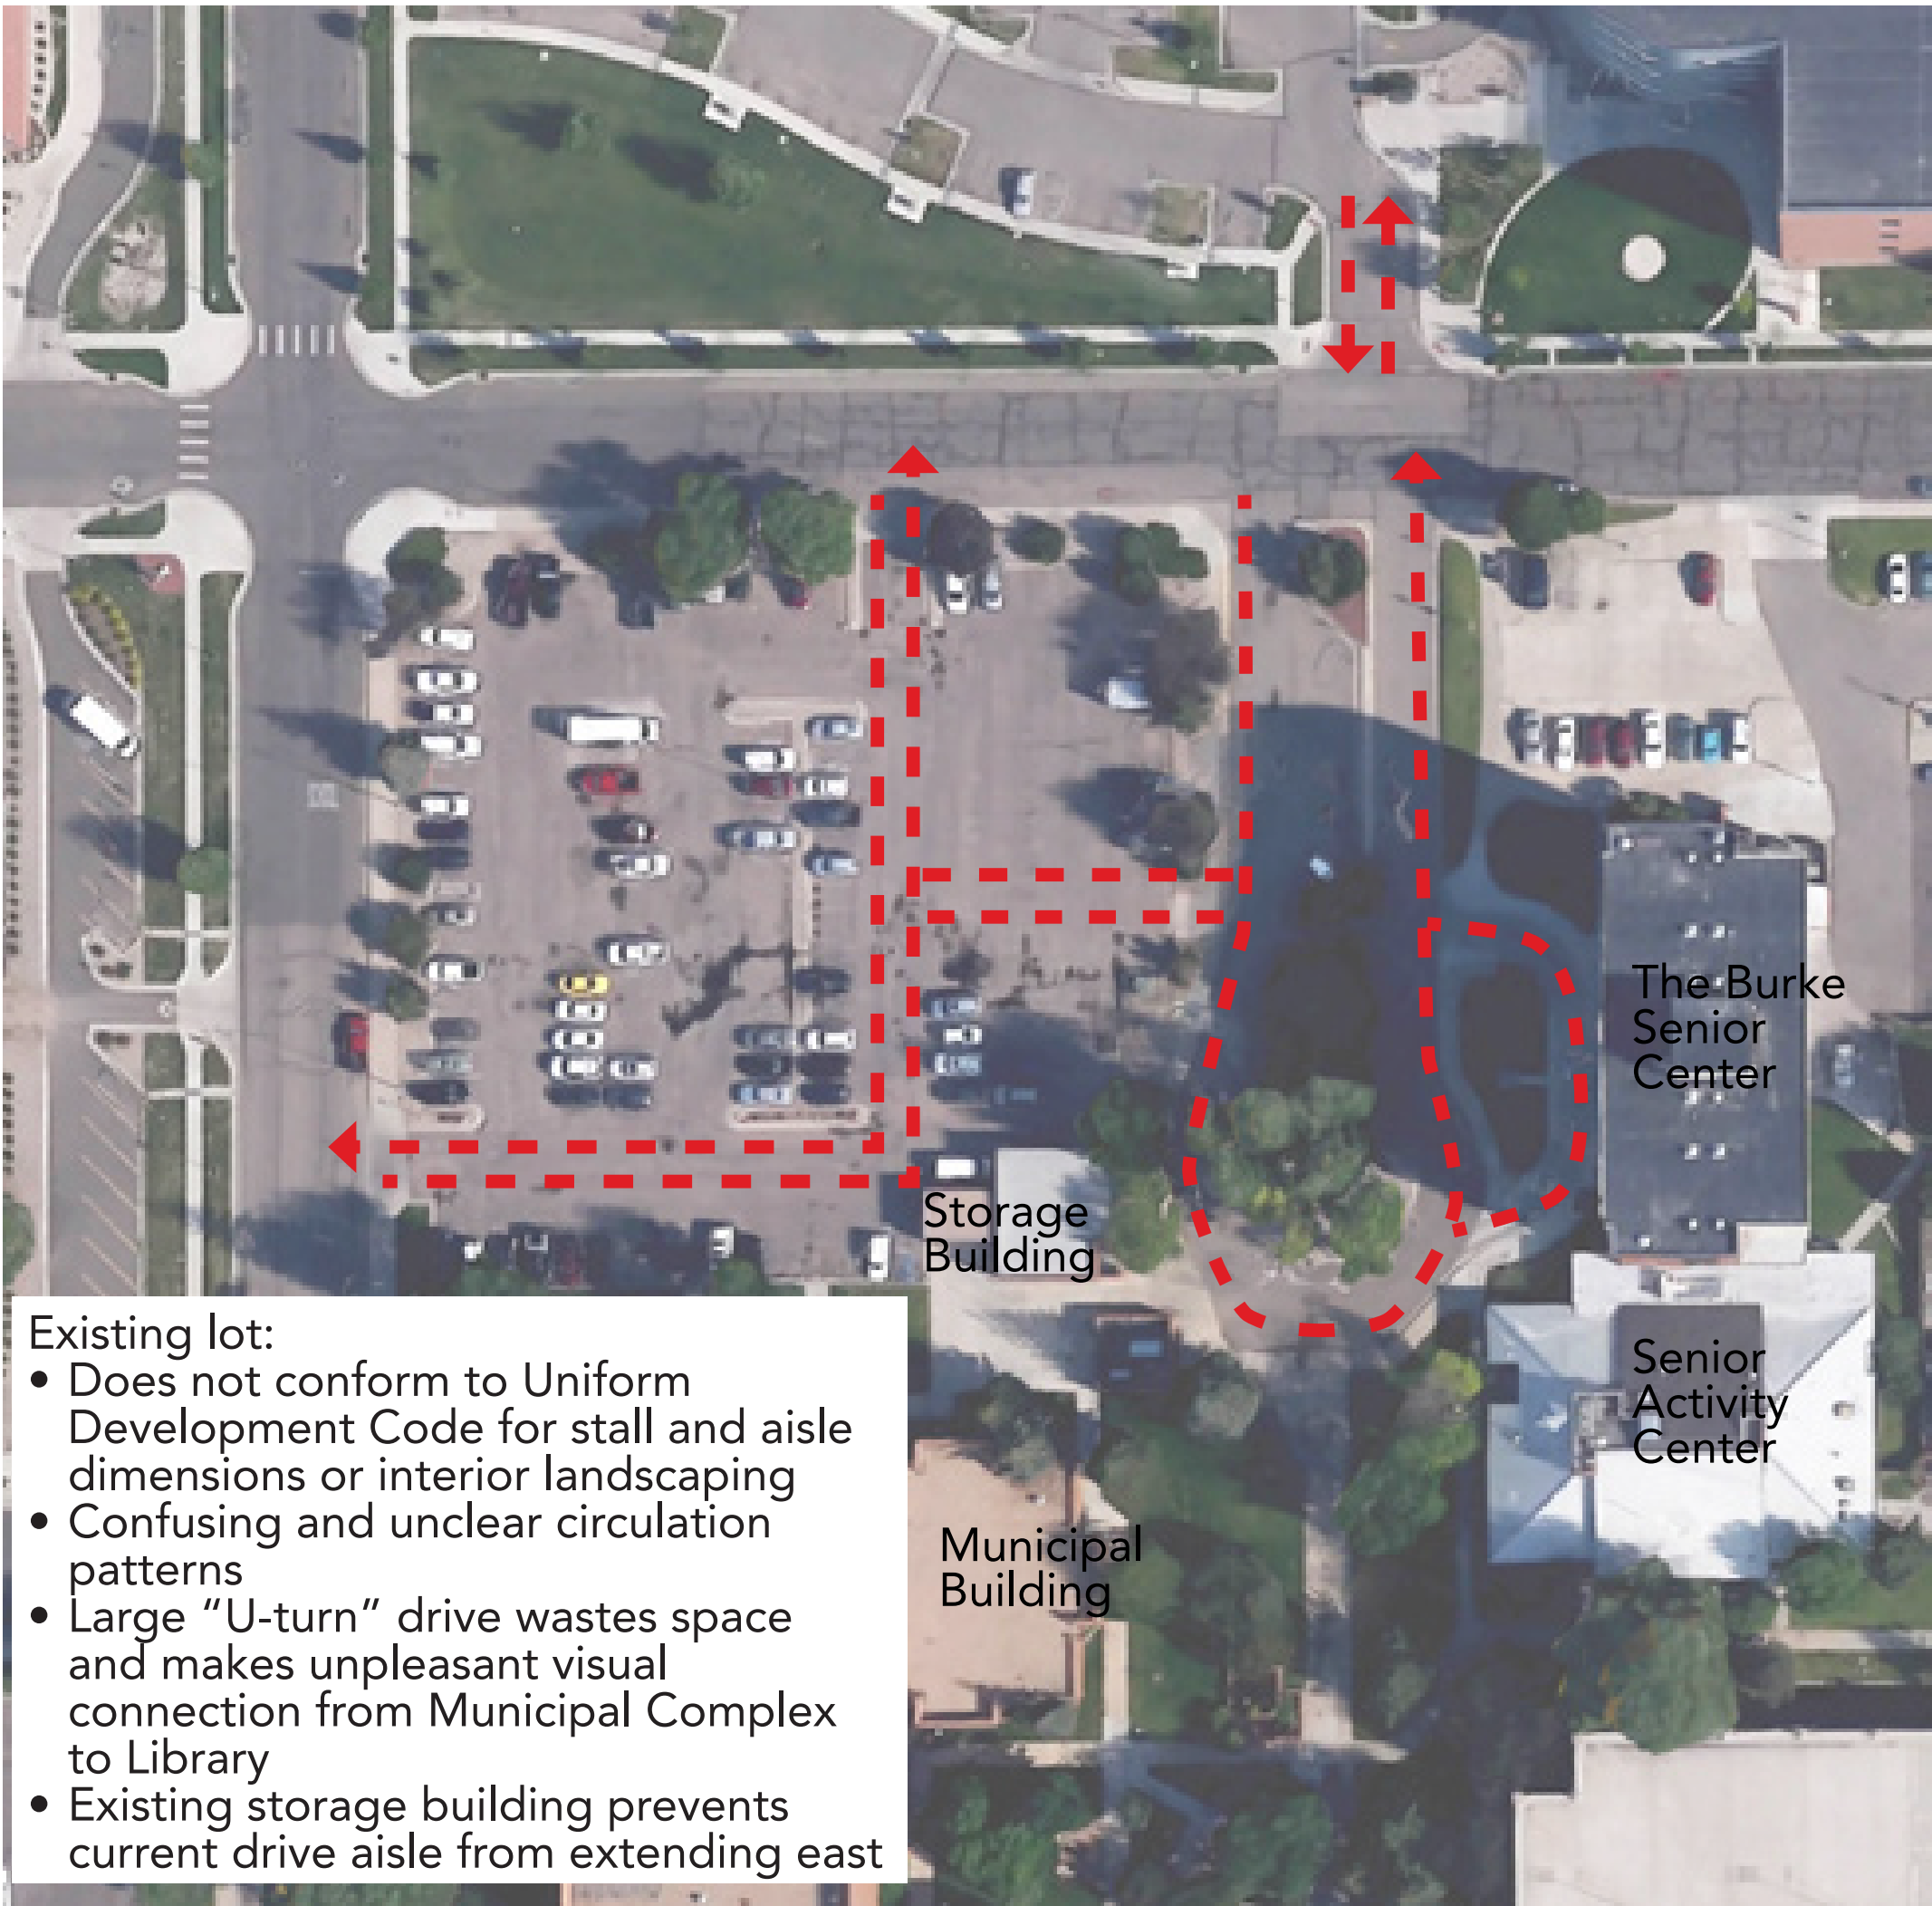 The Burke
Senior
Center
Storage
Building
Existing lot:
• Does not conform to Uniform
Development Code for stall and aisle
dimensions or interior landscaping
• Confusing and unclear circulation
patterns
• Large “U-turn” drive wastes space
and makes unpleasant visual
connection from Municipal Complex
to Library
• Existing storage building prevents
current drive aisle from extending east
Senior
Activity
Center
Municipal
Building